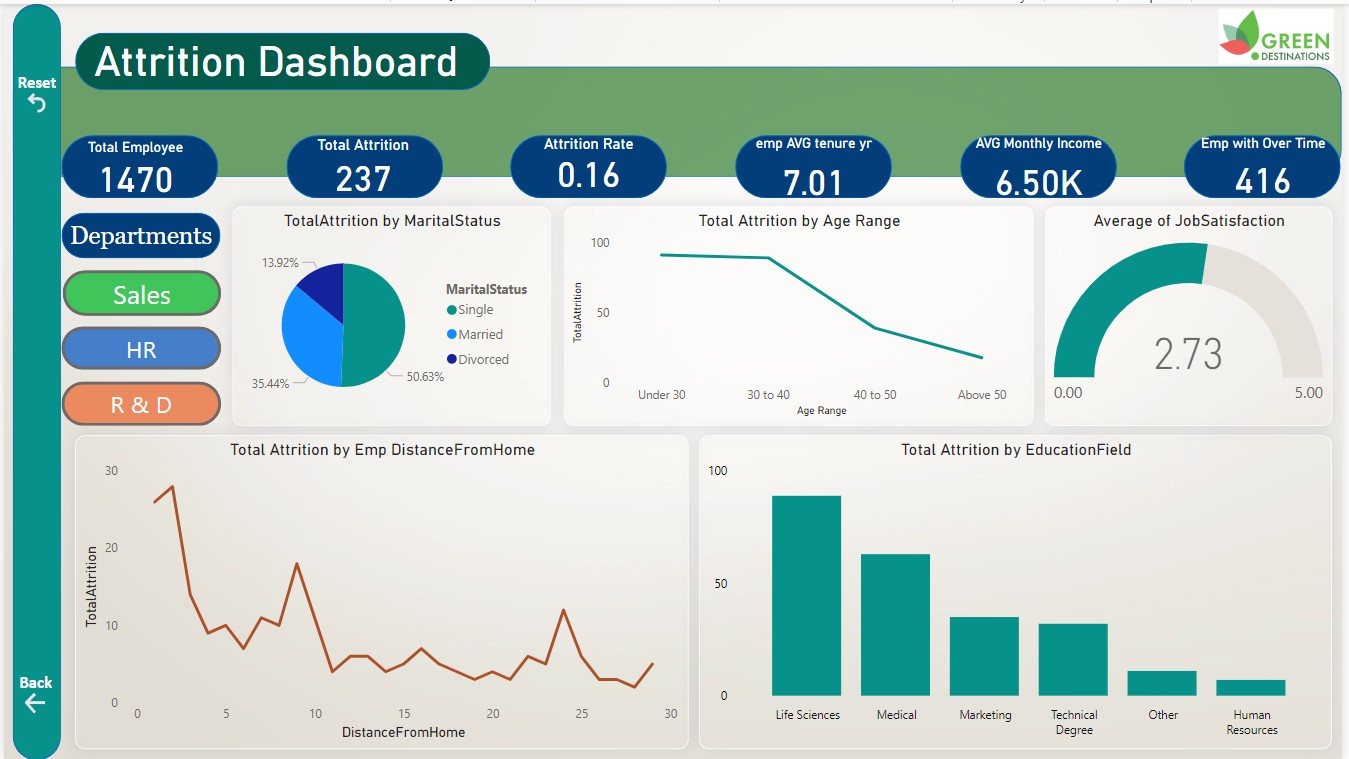 Reset
Attrition Dashboard
GREEN
DESTINATIONS
Total Employee
1470
Total Attrition
237
Attrition Rate
0.16
emp AVG tenure yr
7.01
AVG Monthly Income
6.50K
Emp with Over Time
416
Departments
Sales
HR
R & D
TotalAttrition by MaritalStatus
13.92%
35.44%
50.63%
MaritalStatus
Single
Married
Divorced
Total Attrition by Age Range
TotalAttrition
100
50
0
Under 30
30 to 40
40 to 50
Above 50
Age Range
Average of JobSatisfaction
2.73
0.00
5.00
Total Attrition by Emp DistanceFromHome
TotalAttrition
30
20
10
0
0
5
10
15
20
25
30
DistanceFromHome
Total Attrition by EducationField
100
50
0
Life Sciences
Medical
Marketing
Technical
Degree
Other
Human
Resources
Back